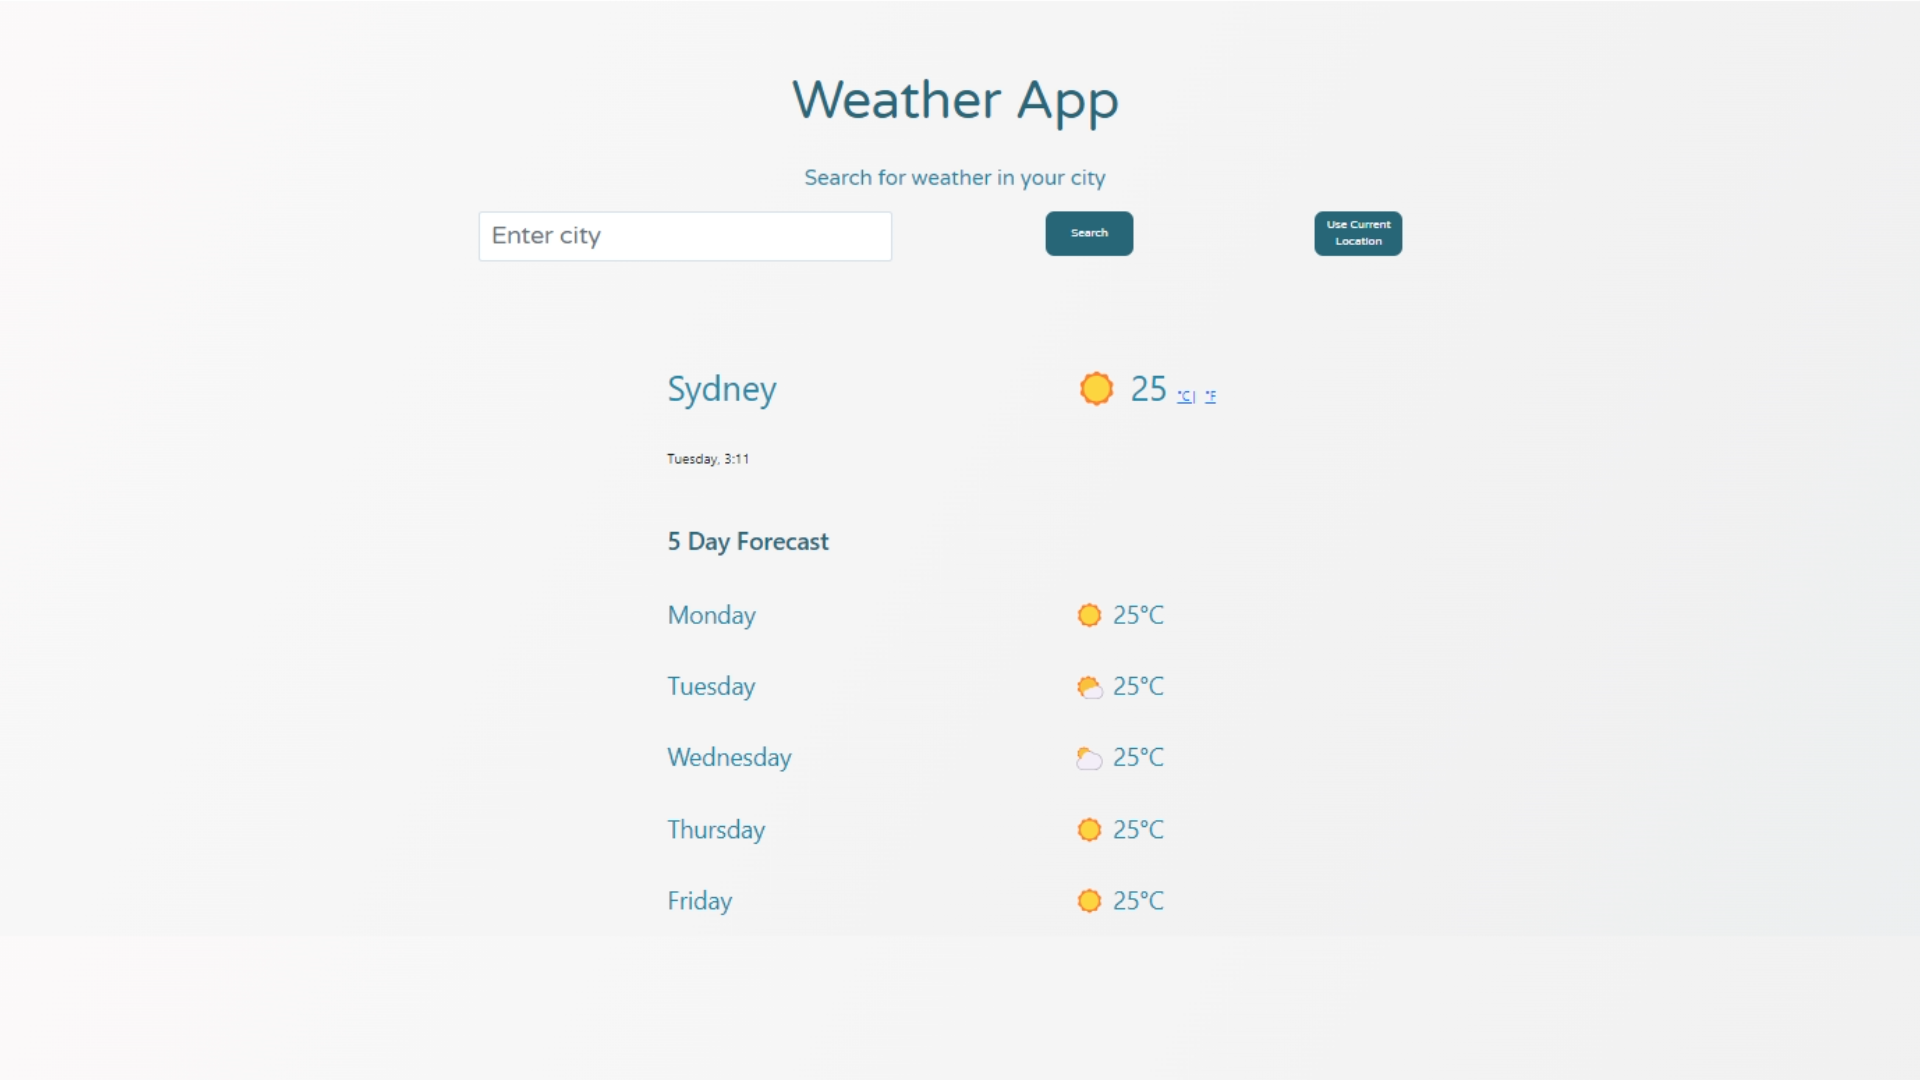 Weather App
Search for weather in your city
Enter city
Search
Use Current
Location
Sydney
25 °C| °F
Tuesday, 3:11
5 Day Forecast
Monday 25°C
Tuesday 25°C
Wednesday 25°C
Thursday 25°C
Friday 25°C